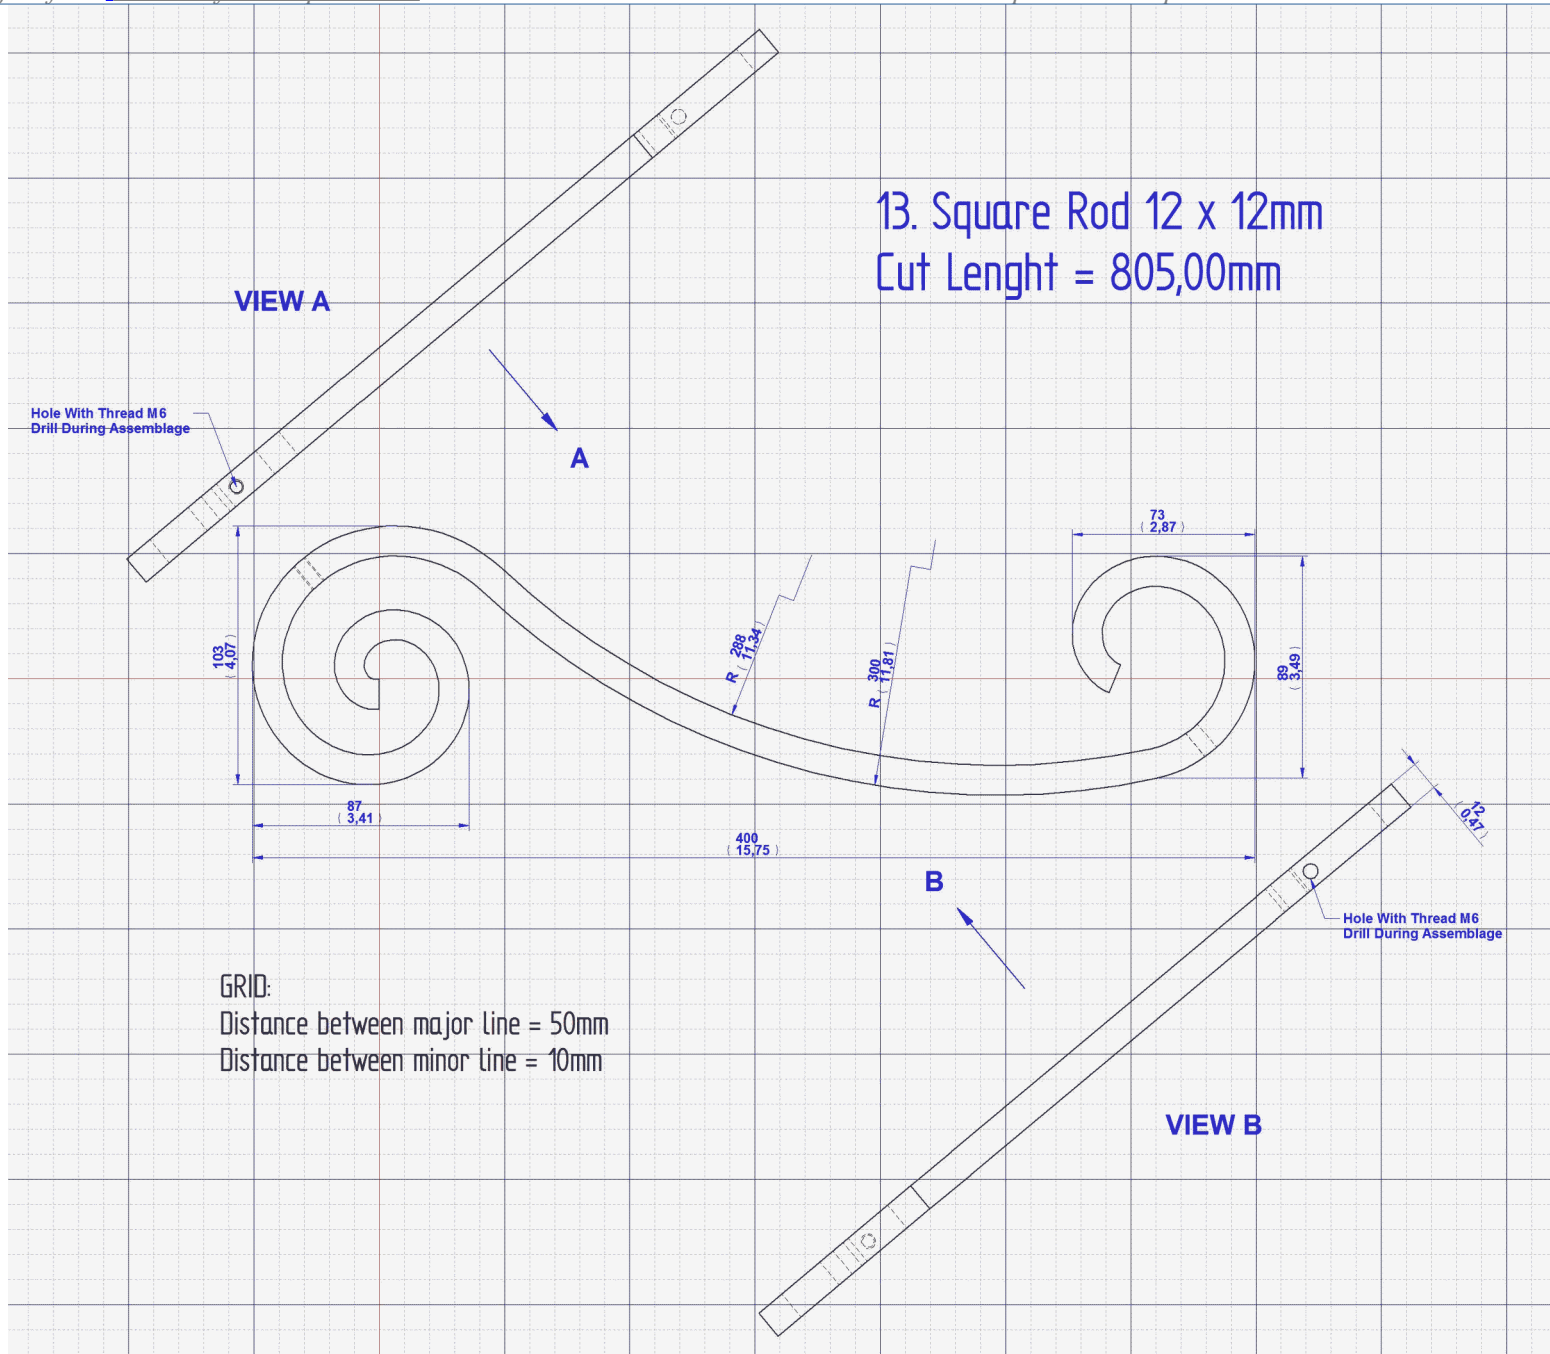 13. Square Rod 12 x 12mm
Cut Lenght = 805,00mm
VIEW A
Hole With Thread M6
Drill During Assemblage
A
73
( 2,87 )
103
( 4,07 )
R 288
( 11,34 )
R 300
( 11,81 )
89
( 3,49 )
87
( 3,41 )
400
( 15,75 )
12
( 0,47 )
B
Hole With Thread M6
Drill During Assemblage
GRID:
Distance between major line = 50mm
Distance between minor line = 10mm
VIEW B